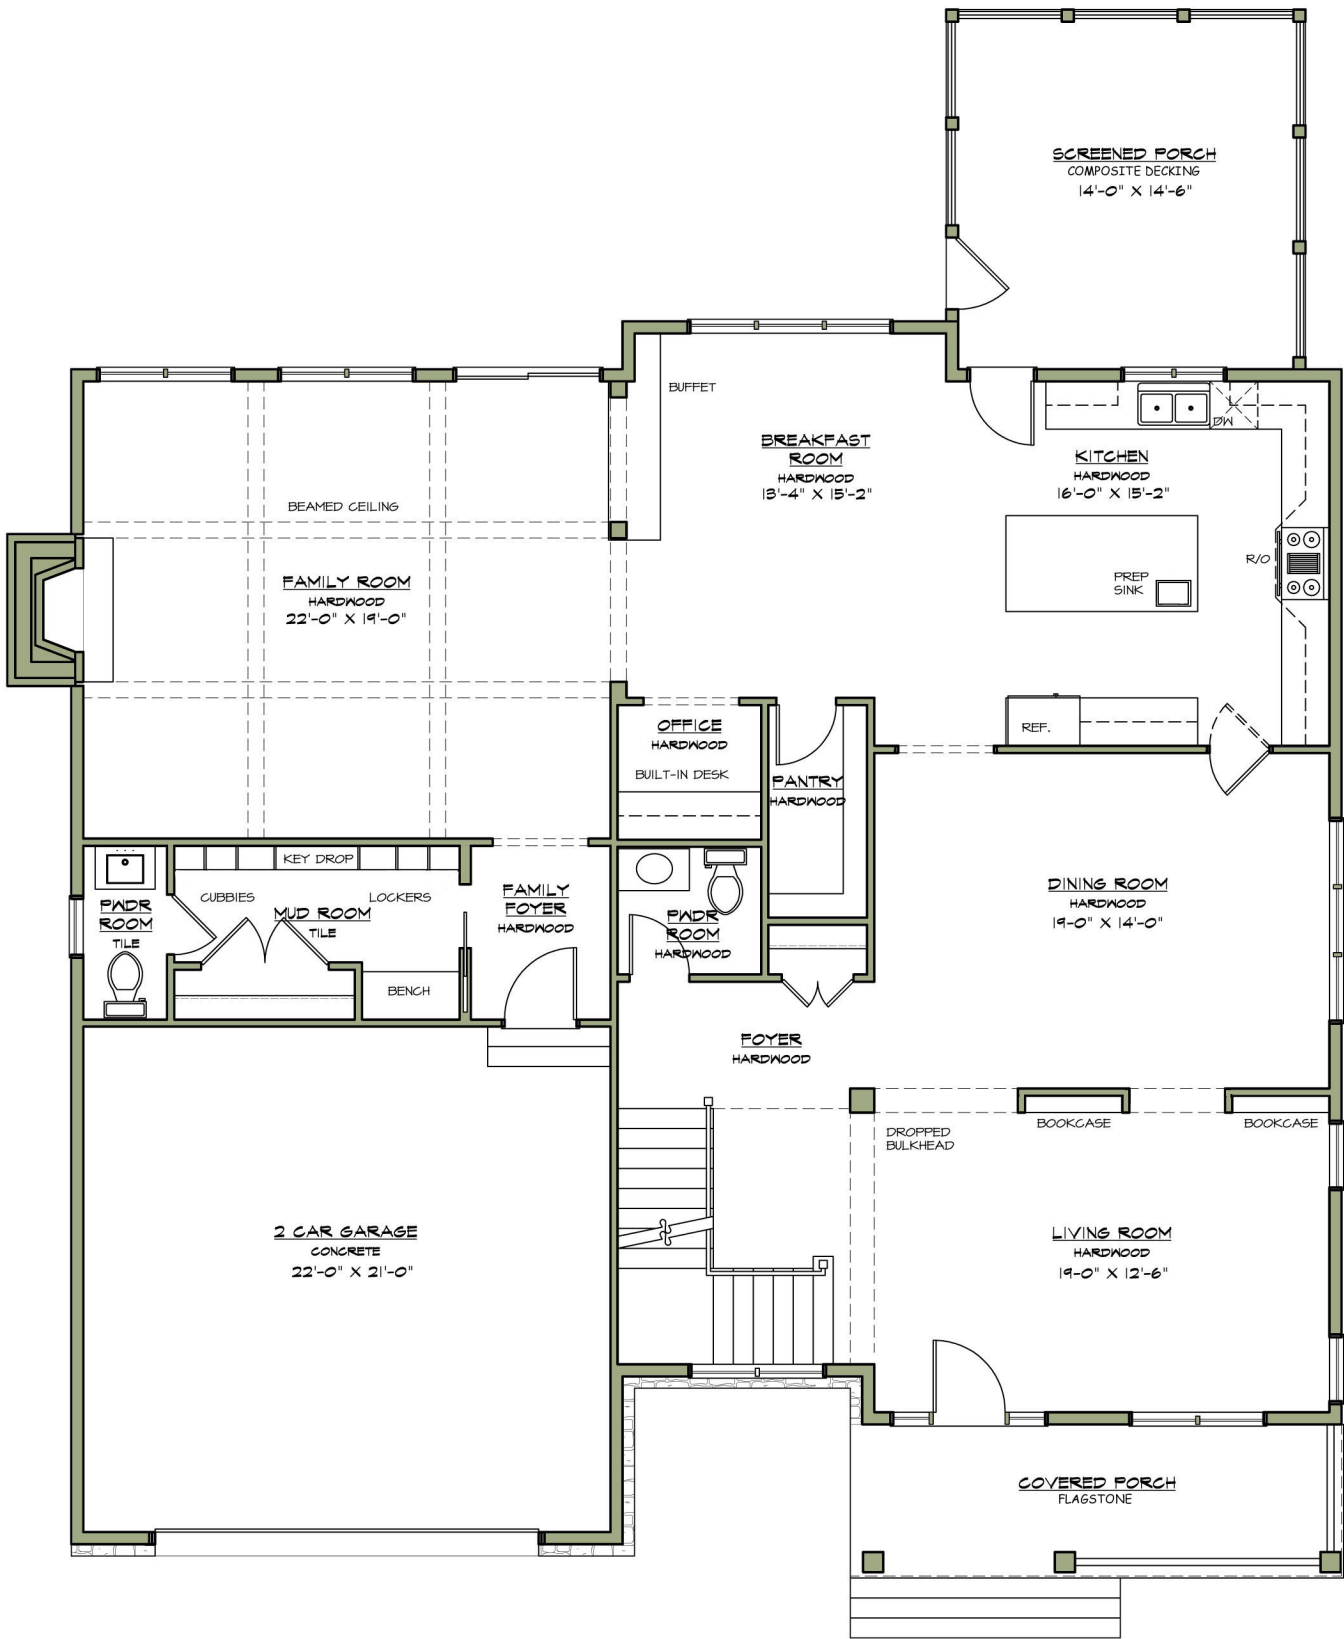 SCREENED PORCH
COMPOSITE DECKING
14'-0" X 14'-6"
BUFFET
BREAKFAST
ROOM
HARDWOOD
13'-4" X 15'-2"
DW
KITCHEN
HARDWOOD
16'-0" X 15'-2"
BEAMED CEILING
R/O
PREP
SINK
FAMILY ROOM
HARDWOOD
22'-0" X 19'-0"
OFFICE
HARDWOOD
BUILT-IN DESK
REF.
PANTRY
HARDWOOD
KEY DROP
CUBBIES
LOCKERS
MUD ROOM
TILE
PWDR
ROOM
TILE
FAMILY
FOYER
HARDWOOD
PWDR
ROOM
HARDWOOD
DINING ROOM
HARDWOOD
19-0" X 14'-0"
BENCH
FOYER
HARDWOOD
DROPPED
BULKHEAD
BOOKCASE
BOOKCASE
2 CAR GARAGE
CONCRETE
22'-0" X 21'-0"
LIVING ROOM
HARDWOOD
19-0" X 12'-6"
COVERED PORCH
FLAGSTONE